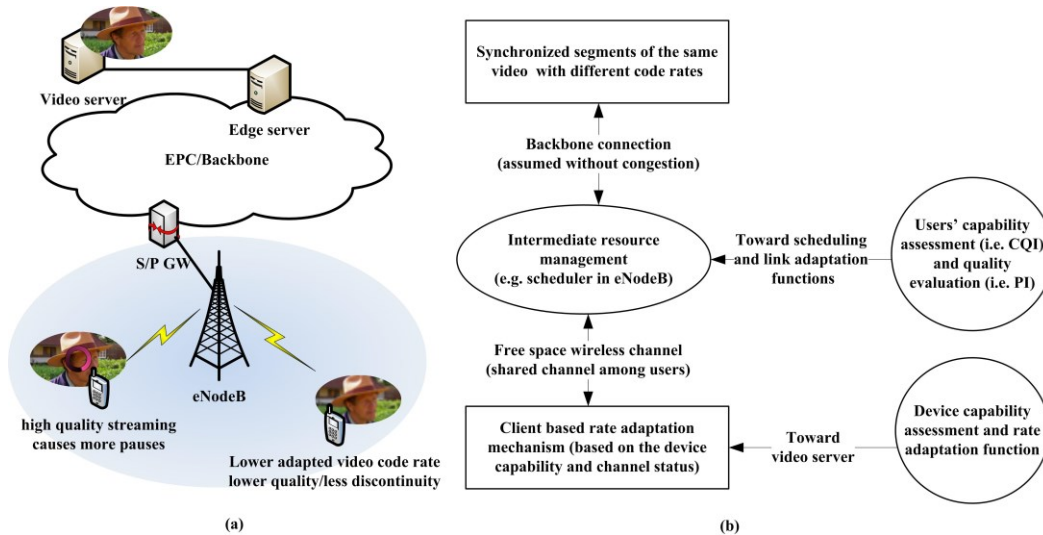 Video server
Edge server
EPC/Backbone
S/P GW
eNodeB
high quality streaming
causes more pauses
Lower adapted video code rate
lower quality/less discontinuity
(a)
Synchronized segments of the same
video with different code rates
Backbone connection
(assumed without congestion)
Intermediate resource
management
(e.g. scheduler in eNodeB)
Toward scheduling
and link adaptation
functions
Users' capability
assessment (i.e. CQI)
and quality
evaluation (i.e. PI)
Free space wireless channel
(shared channel among users)
Client based rate adaptation
mechanism (based on the device
capability and channel status)
Toward
video server
Device capability
assessment and rate
adaptation function
(b)